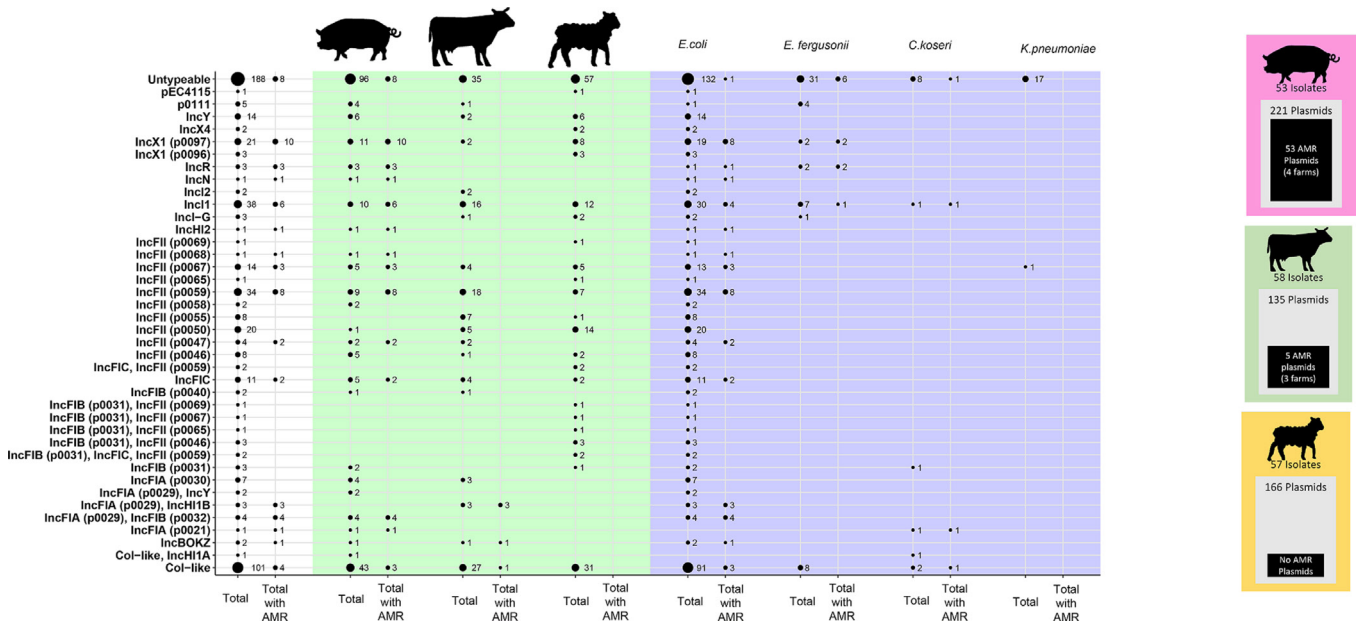 E.coli E. fergusonii C.koseri K.pneumoniae
Untypeable 188 8 96 8 35 57 132 1 31 6 8 1 17
pEC4115 1 1 1
p0111 5 4 1 1 4
IncY 14 6 2 6 14
IncX4 2 2 2
IncX1 (p0097) 21 10 11 10 2 8 19 8 2 2
IncX1 (p0096) 3 3 3
IncR 3 3 3 3 1 1 2 2
IncN 1 1 1 1 1 1
IncI2 2 2 2
IncI1 38 6 10 6 16 12 30 4 7 1 1 1
IncI−G 3 1 2 2 1
IncHI2 1 1 1 1 1 1
IncFII (p0069) 1 1 1
IncFII (p0068) 1 1 1 1 1 1
IncFII (p0067) 14 3 5 3 4 5 13 3 1
IncFII (p0065) 1 1 1
IncFII (p0059) 34 8 9 8 18 7 34 8
IncFII (p0058) 2 2 2
IncFII (p0055) 8 7 1 8
IncFII (p0050) 20 1 5 14 20
IncFII (p0047) 4 2 2 2 2 4 2
IncFII (p0046) 8 5 1 2 8
IncFIC, IncFII (p0059) 2 2 2
IncFIC 11 2 5 2 4 2 11 2
IncFIB (p0040) 2 1 1 2
IncFIB (p0031), IncFII (p0069) 1 1 1
IncFIB (p0031), IncFII (p0067) 1 1 1
IncFIB (p0031), IncFII (p0065) 1 1 1
IncFIB (p0031), IncFII (p0046) 3 3 3
IncFIB (p0031), IncFIC, IncFII (p0059) 2 2 2
IncFIB (p0031) 3 2 1 2 1
IncFIA (p0030) 7 4 3 7
IncFIA (p0029), IncY 2 2 2
IncFIA (p0029), IncHI1B 3 3 3 3 3 3
IncFIA (p0029), IncFIB (p0032) 4 4 4 4 4 4
IncFIA (p0021) 1 1 1 1 1 1
IncBOKZ 2 1 1 1 1 2 1
Col−like, IncHI1A 1 1 1
Col−like 101 4 43 3 27 1 31 91 3 8 2 1
Total Total with AMR Total Total with AMR Total Total with AMR Total Total with AMR Total Total with AMR Total Total with AMR Total Total with AMR Total Total with AMR
53 Isolates
221 Plasmids
53 AMR
Plasmids
(4 farms)
58 Isolates
135 Plasmids
5 AMR
plasmids
(3 farms)
57 Isolates
166 Plasmids
No AMR
Plasmids